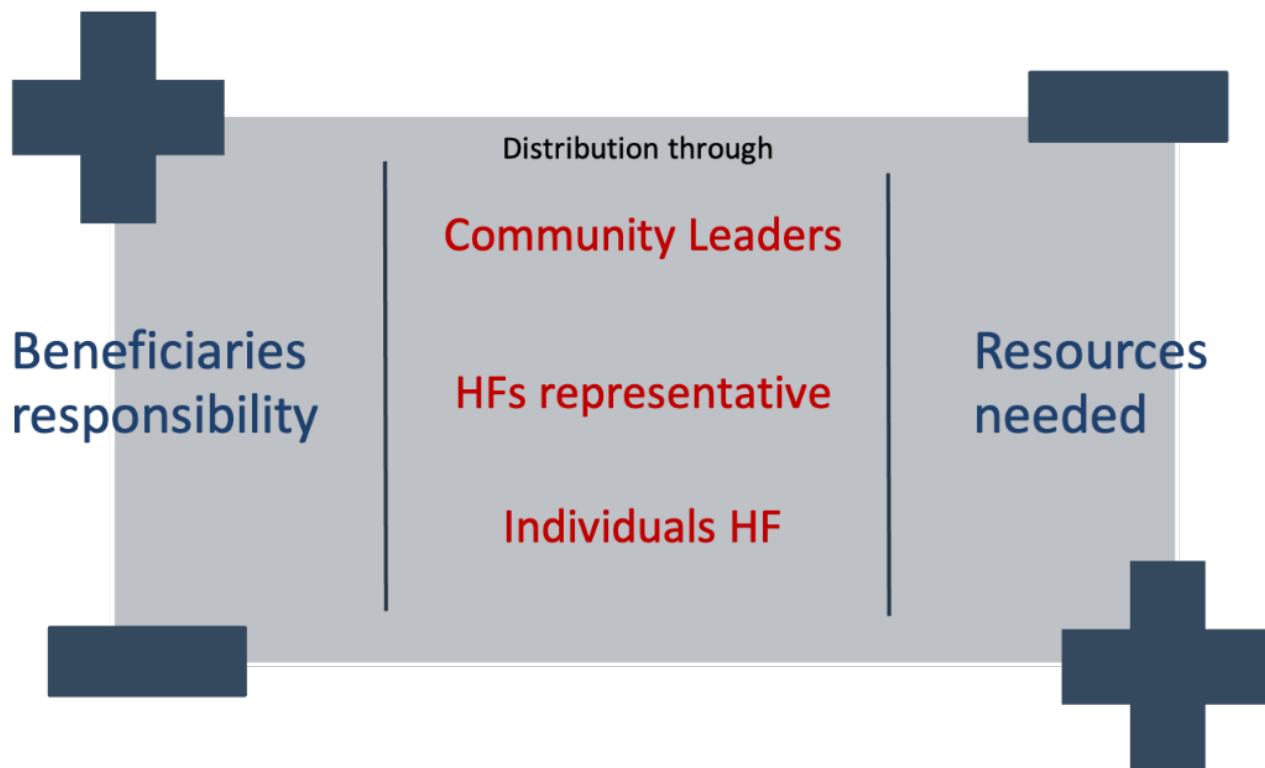 Distribution through
Community Leaders
Beneficiaries
responsibility
HFs representative
Resources
needed
Individuals HF